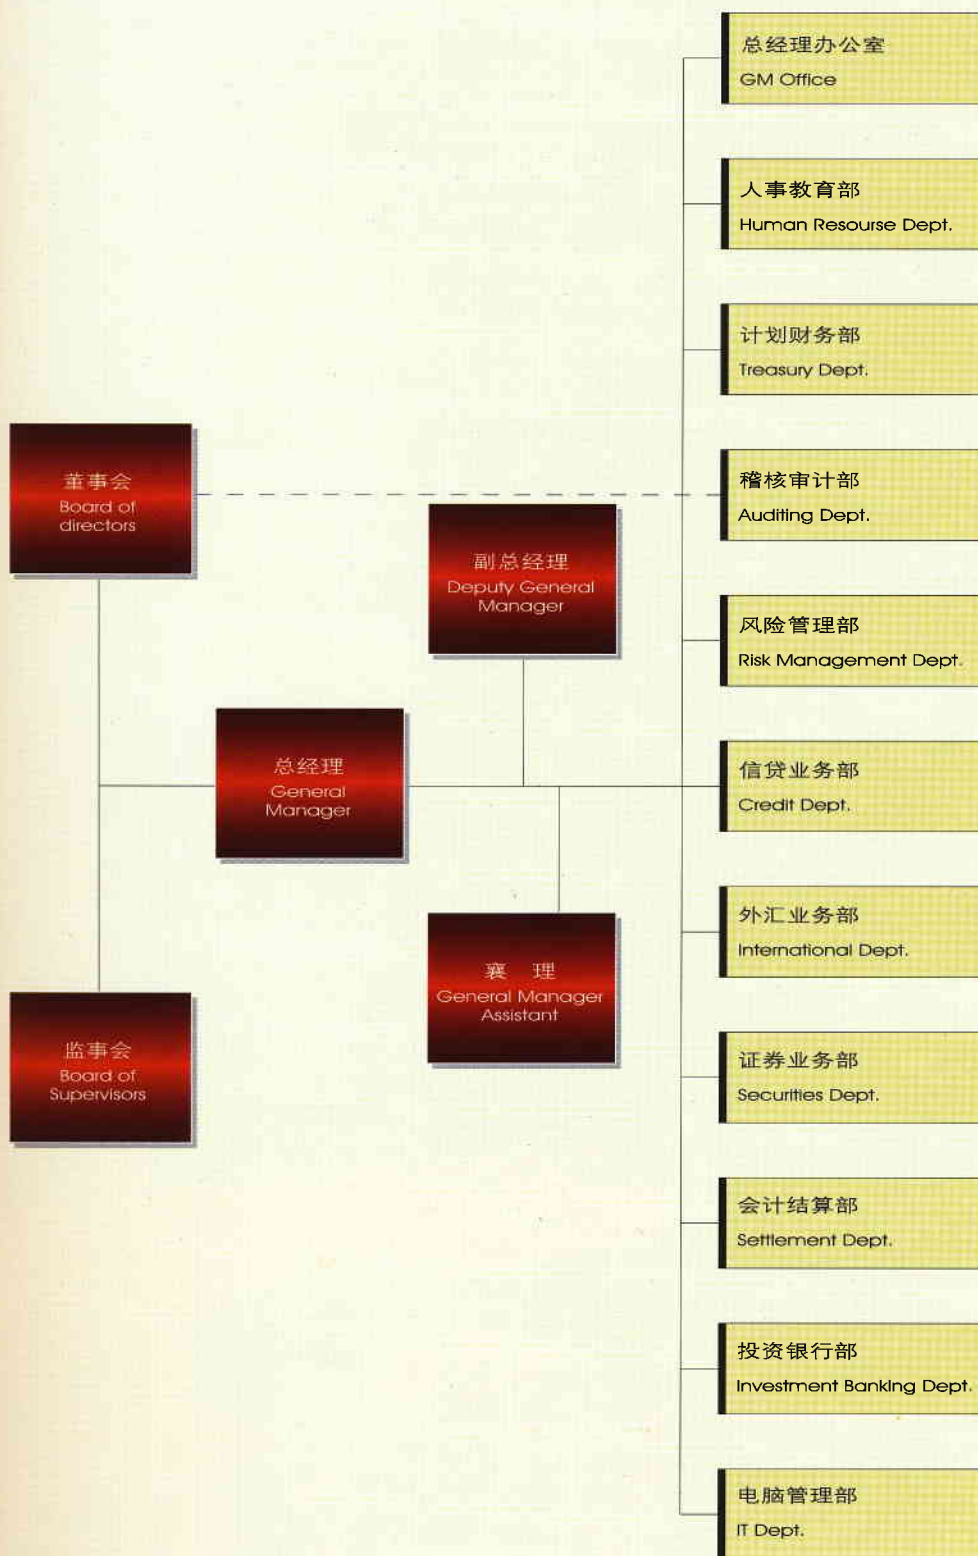 总经理办公室
GM Office
人事教育部
Human Resourse Dept.
计划财务部
Treasury Dept.
董事会
Board of
directors
稽核审计部
Auditing Dept.
副总经理
Deputy General
Manager
风险管理部
Risk Management Dept.
总经理
General
Manager
信贷业务部
Credit Dept.
外汇业务部
International Dept.
襄 理
General Manager
Assistant
监事会
Board of
Supervisors
证券业务部
Securities Dept.
会计结算部
Settlement Dept.
投资银行部
Investment Banking Dept.
电脑管理部
IT Dept.